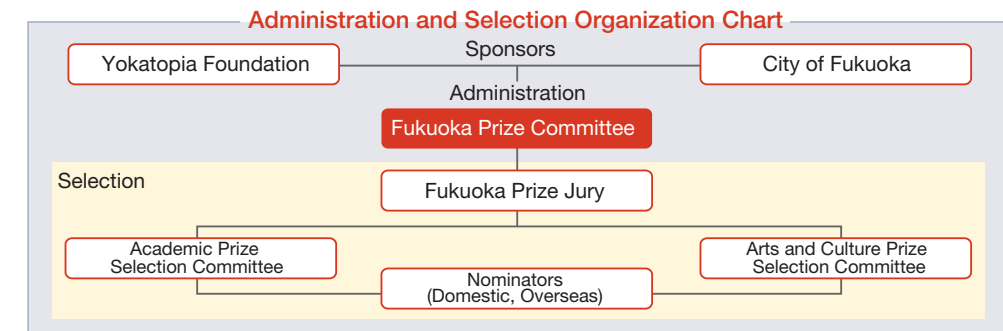 Administration and Selection Organization Chart
Sponsors
Yokatopia Foundation
City of Fukuoka
Administration
Fukuoka Prize Committee
Selection
Fukuoka Prize Jury
Academic Prize
Selection Committee
Arts and Culture Prize
Selection Committee
Nominators
(Domestic, Overseas)